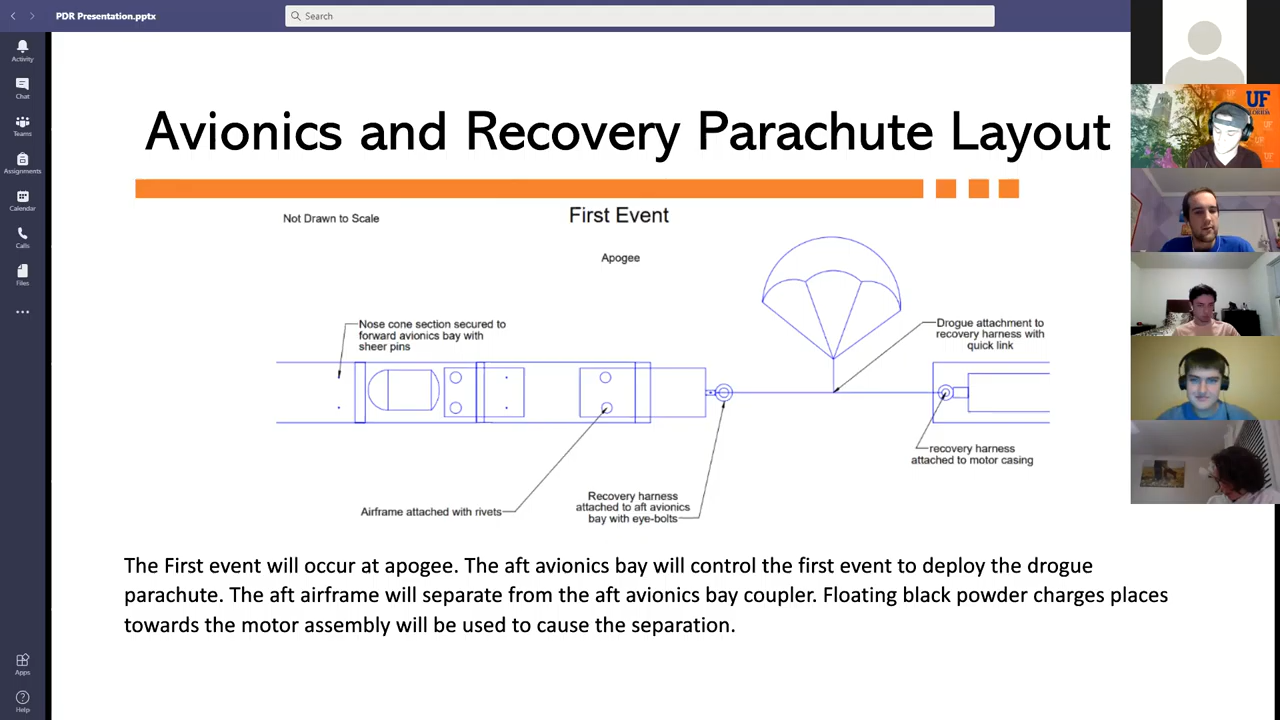 PDR Presentation.pptx
Search
Activity
Chat
Teams
Assignments
Calendar
Calls
Files
Apps
Help
Avionics and Recovery Parachute Layout
Not Drawn to Scale
First Event
Apogee
Nose cone section secured to
forward avionics bay with
sheer pins
Drogue attachment to
recovery harness with
quick link
recovery harness
attached to motor casing
Airframe attached with rivets
Recovery harness
attached to aft avionics
bay with eye-bolts
The First event will occur at apogee. The aft avionics bay will control the first event to deploy the drogue
parachute. The aft airframe will separate from the aft avionics bay coupler. Floating black powder charges places
towards the motor assembly will be used to cause the separation.
UF